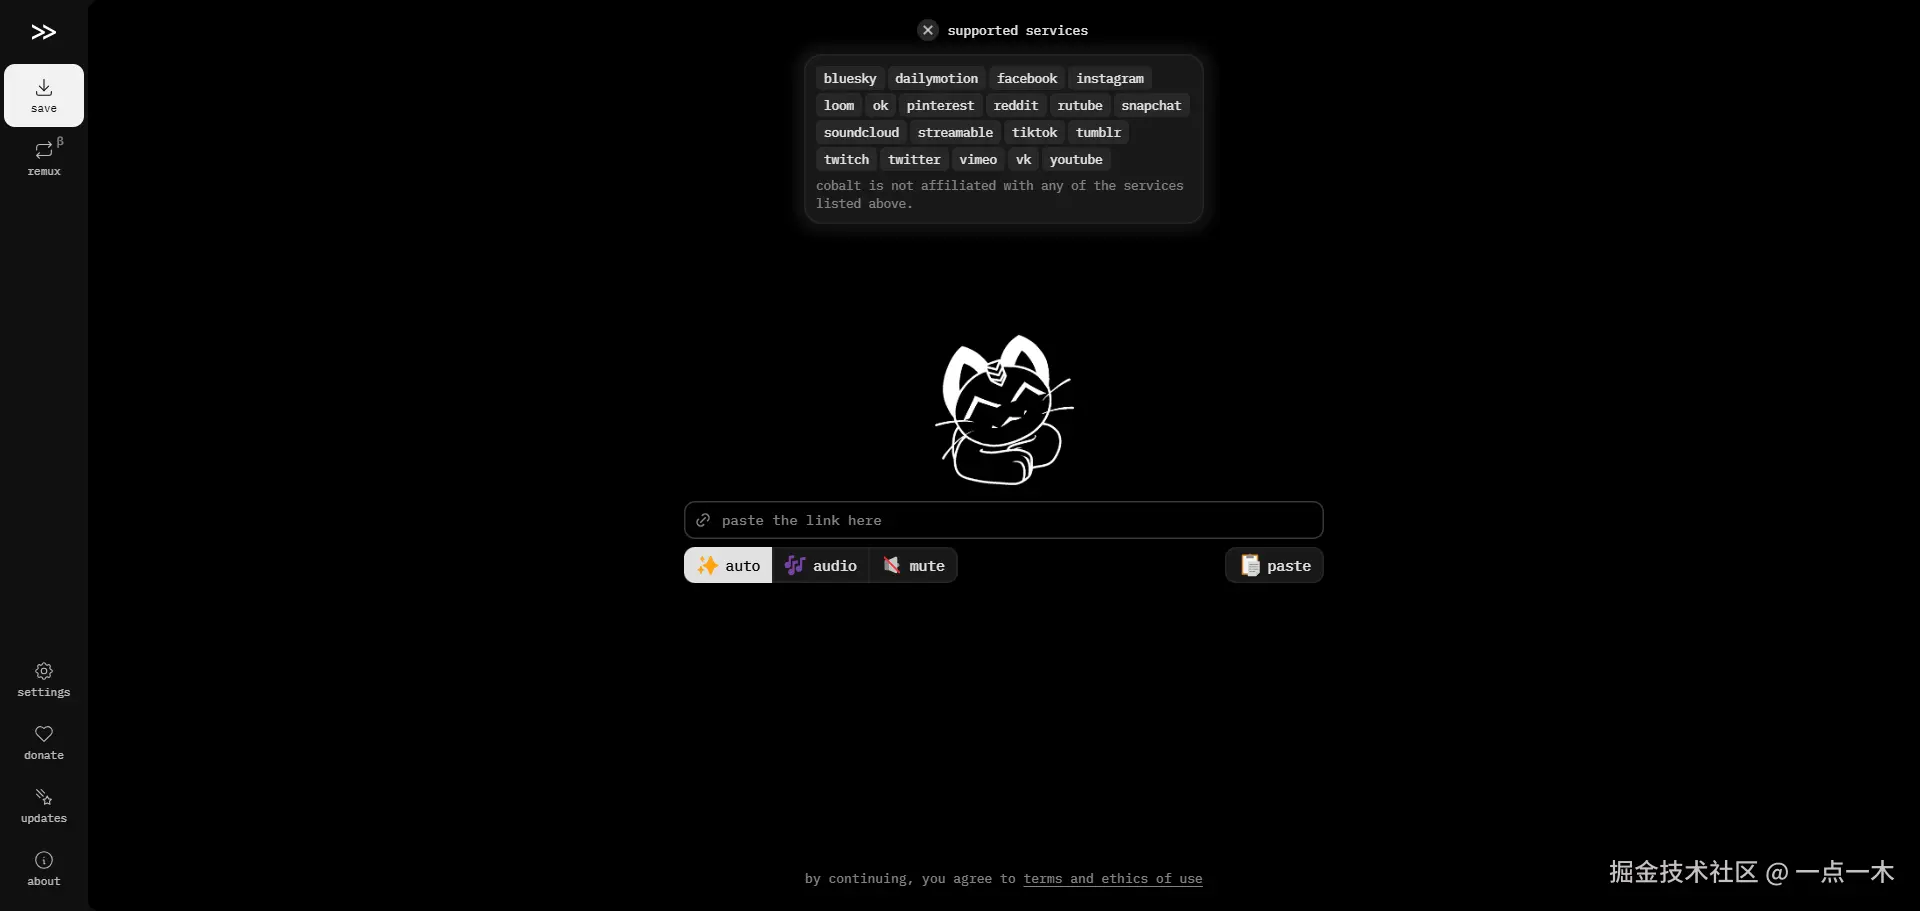 supported services
bluesky dailymotion facebook instagram
loom ok pinterest reddit rutube snapchat
soundcloud streamable tiktok tumblr
twitch twitter vimeo vk youtube
cobalt is not affiliated with any of the services
listed above.
save
β
remux
paste the link here
auto audio mute paste
settings
donate
updates
about
by continuing, you agree to terms and ethics of use
掘金技术社区 @ 一点一木